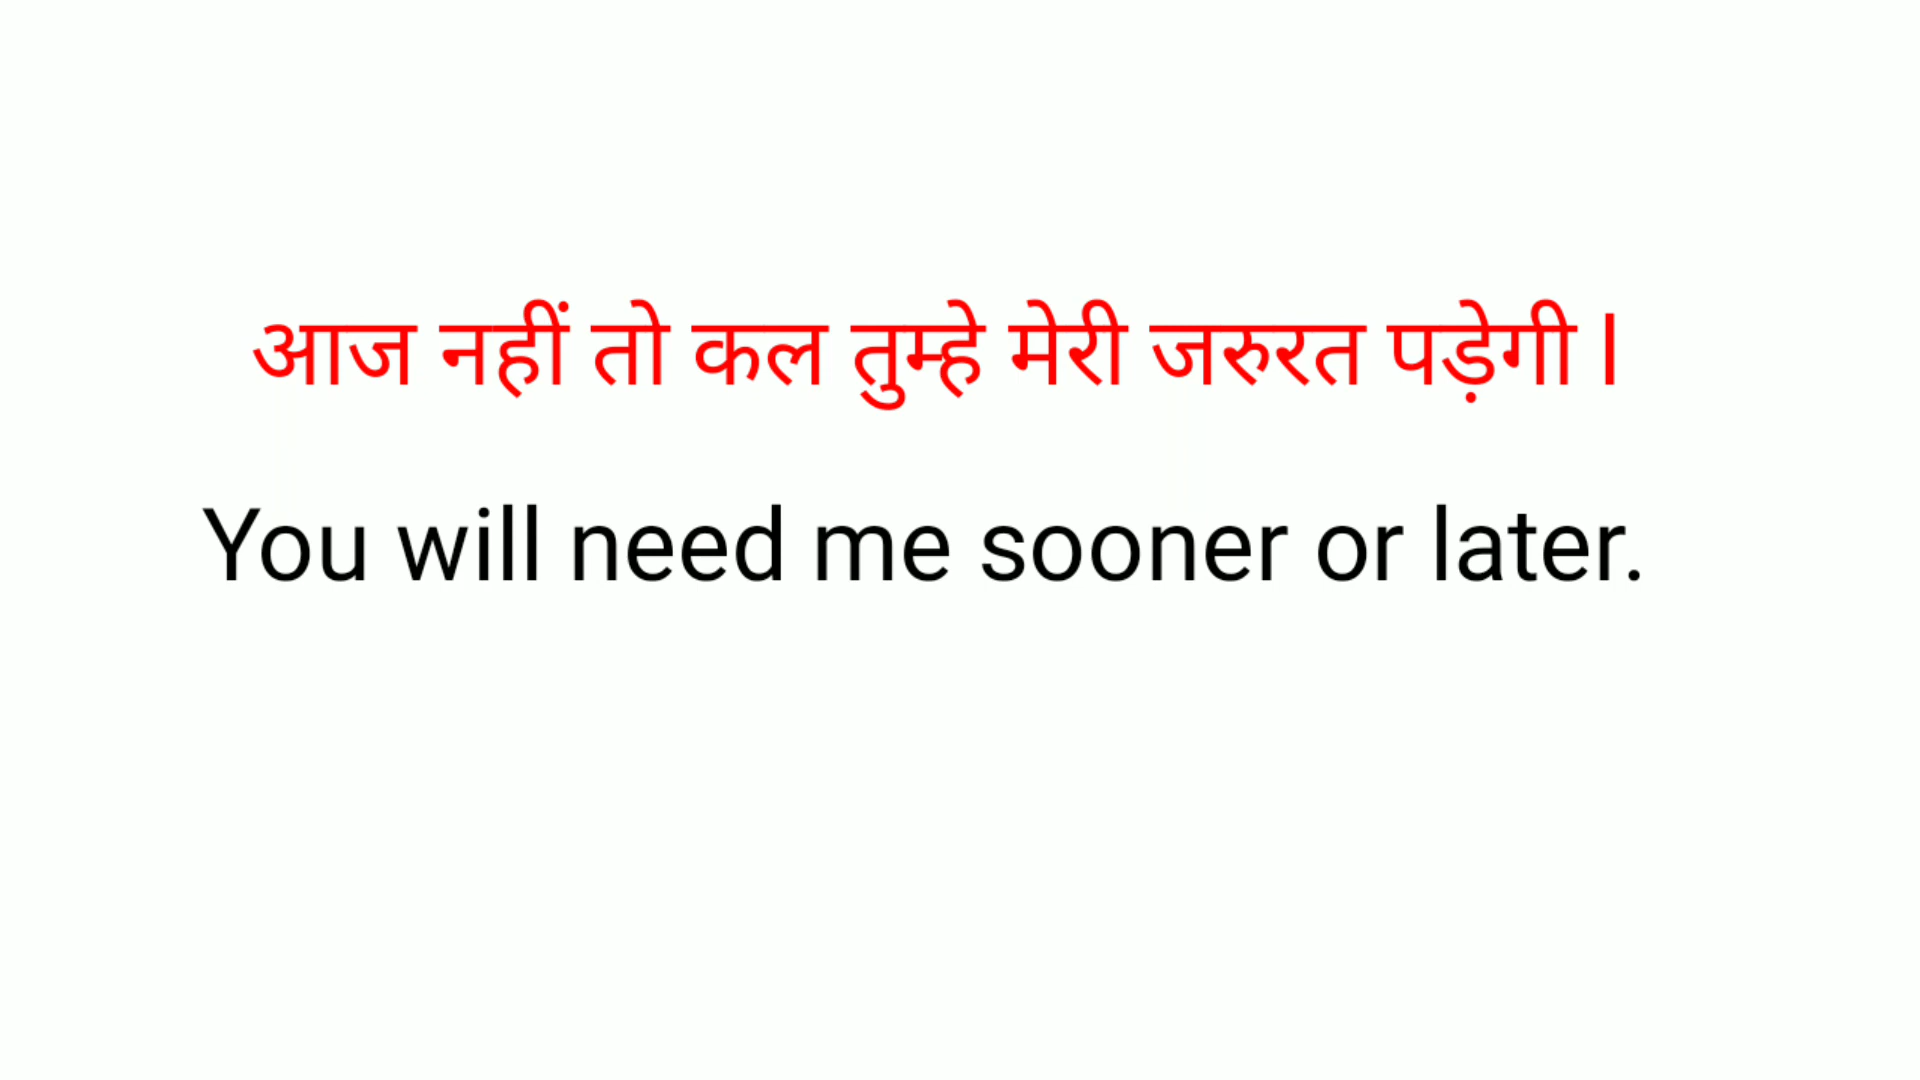 आज नहीं तो कल तुम्हे मेरी जरुरत पड़ेगी l
You will need me sooner or later.